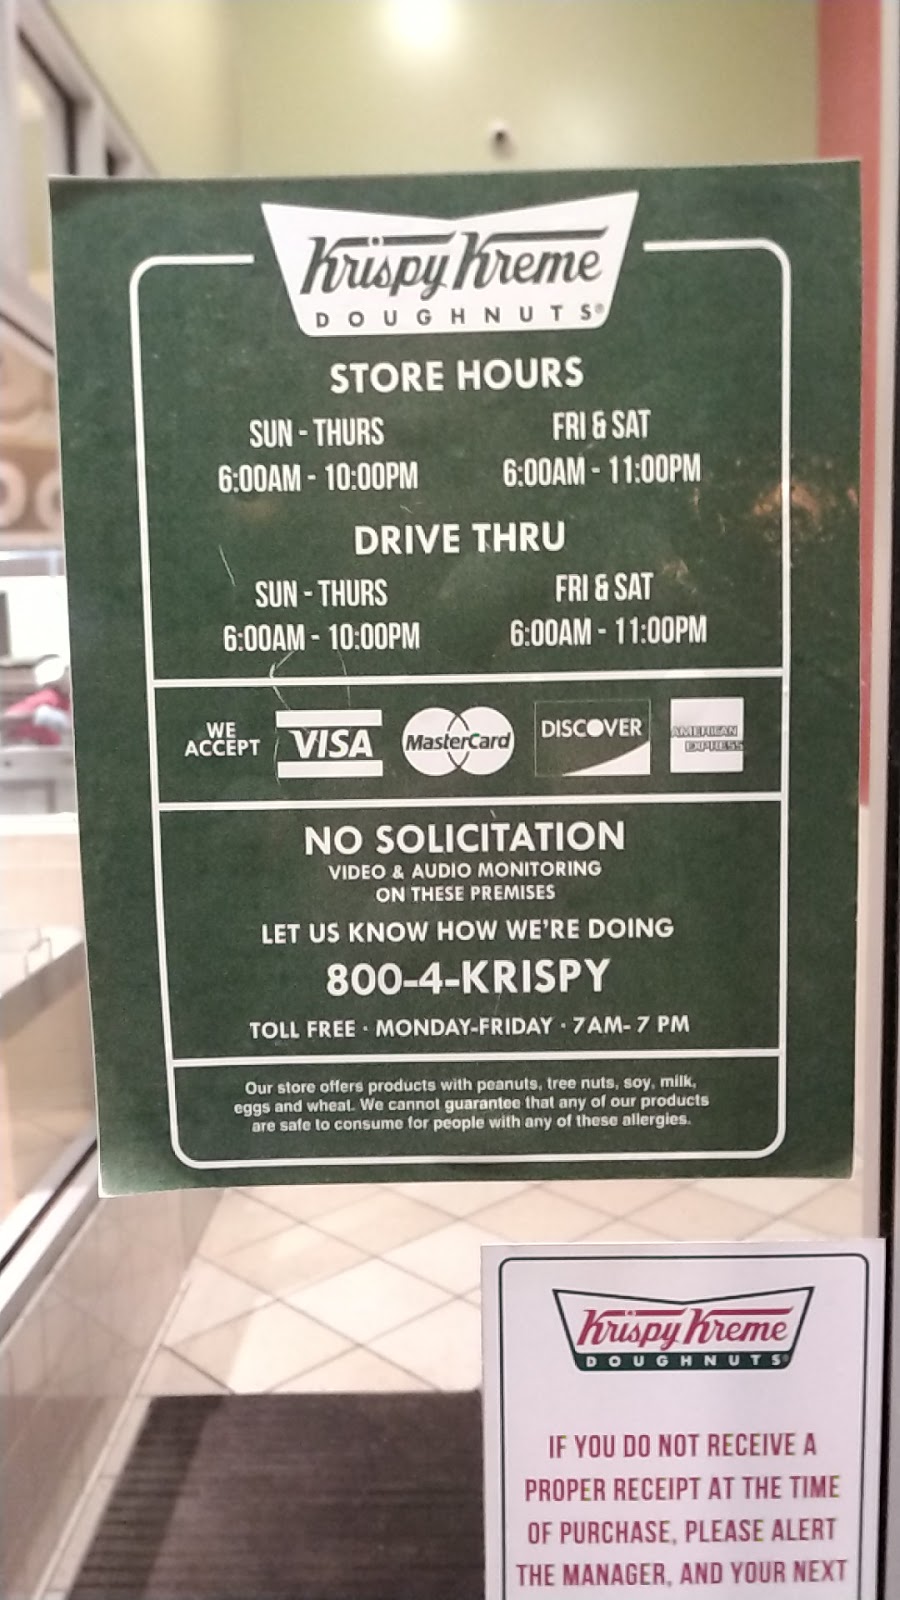 Krispy Kreme
DOUGHNUTS®
STORE HOURS
SUN - THURS FRI & SAT
6:00AM - 10:00PM 6:00AM - 11:00PM
DRIVE THRU
SUN - THURS FRI & SAT
6:00AM - 10:00PM 6:00AM - 11:00PM
WE
ACCEPT
VISA MasterCard DISCOVER AMERICAN
EXPRESS
NO SOLICITATION
VIDEO & AUDIO MONITORING
ON THESE PREMISES
LET US KNOW HOW WE'RE DOING
800-4-KRISPY
TOLL FREE · MONDAY-FRIDAY · 7AM- 7 PM
Our store offers products with peanuts, tree nuts, soy, milk,
eggs and wheat. We cannot guarantee that any of our products
are safe to consume for people with any of these allergies.
Krispy Kreme
DOUGHNUTS®
IF YOU DO NOT RECEIVE A
PROPER RECEIPT AT THE TIME
OF PURCHASE, PLEASE ALERT
THE MANAGER, AND YOUR NEXT